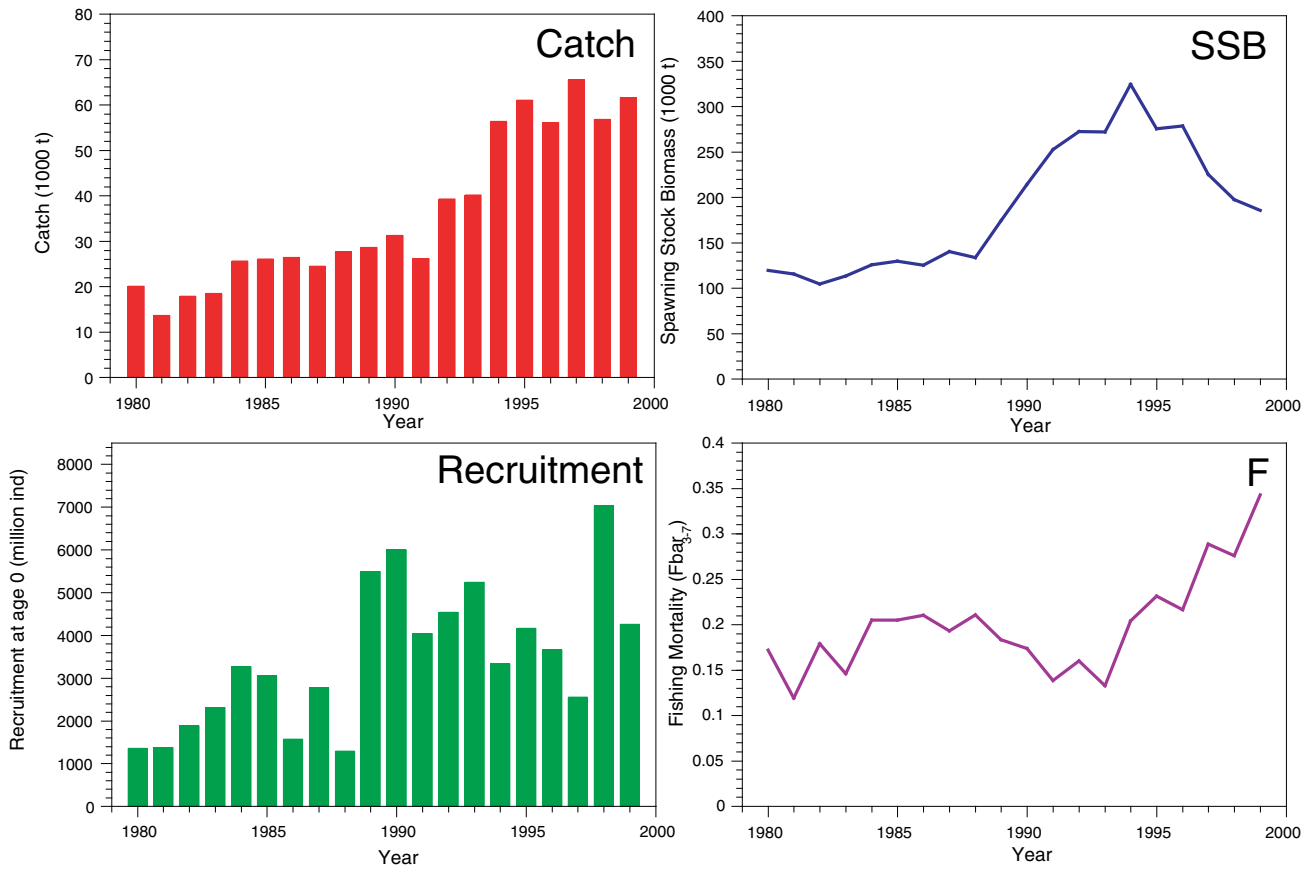 Catch
80
70
60
50
40
30
20
10
0
Catch (1000 t)
1980 1985 1990 1995 2000
Year
SSB
400
350
300
250
200
150
100
50
0
Spawning Stock Biomass (1000 t)
1980 1985 1990 1995 2000
Year
Recruitment
8000
7000
6000
5000
4000
3000
2000
1000
0
Recruitment at age 0 (million ind)
1980 1985 1990 1995 2000
Year
F
0.4
0.35
0.3
0.25
0.2
0.15
0.1
0.05
0
Fishing Mortality (Fbar3-7)
1980 1985 1990 1995 2000
Year